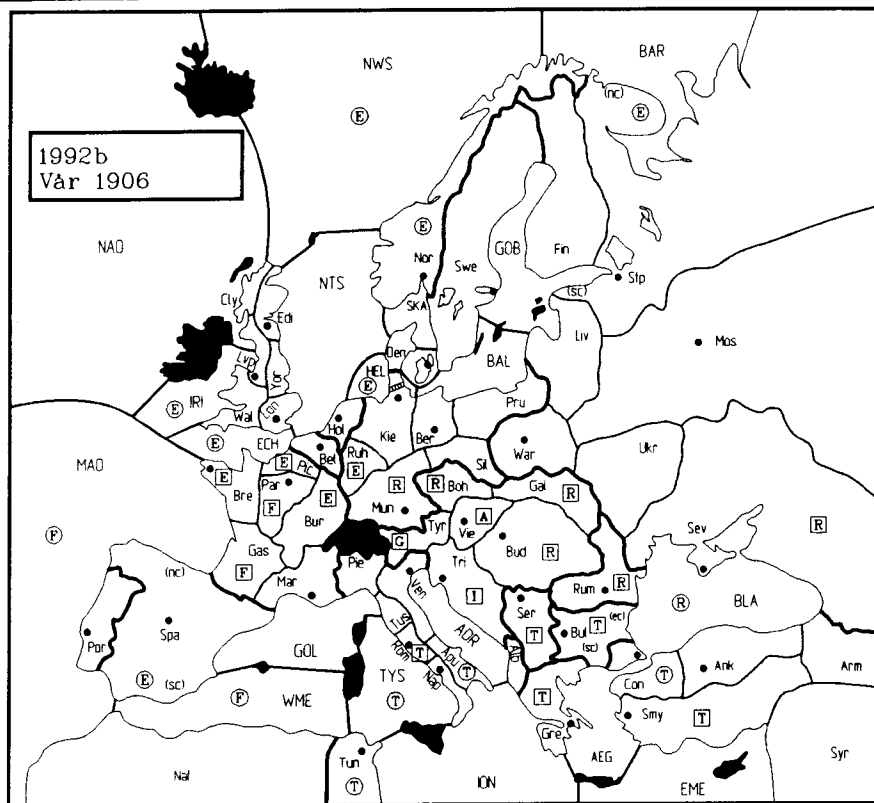 1992b
Vår 1906
NWS
BAR
E
(nc)
E
NAO
E
Nor
Swe
GOB
Fin
Stp
(sc)
NTS
SKA
Cly
Edi
Den
BAL
Liv
Mos
Lvp
Yor
HEL
E
IRI
E
Wal
Lon
Hol
Kie
Ber
Pru
War
Ukr
MAO
E
ECH
Bel
Ruh
E
Sil
Pic
E
E
Bre
Par
F
E
Bur
R
Mun
R
Boh
Gal
R
Sev
R
F
Gas
F
G
Tyr
Vie
A
Bud
R
(nc)
Mar
Pie
Ven
Tri
I
Rum
R
R
BLA
Por
Spa
Tus
ADR
Ser
T
Bul
T
(ec)
(sc)
GOL
Rom
T
Apu
T
Alb
Con
T
Ank
Arm
E
(sc)
F
WME
TYS
T
Nap
T
Gre
Smy
T
Naf
Tun
T
ION
AEG
EME
Syr